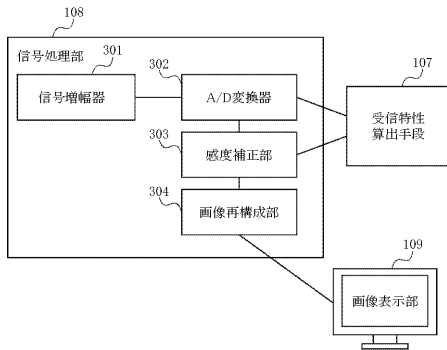 108
信号処理部
301
302
107
信号増幅器
A/D変換器
受信特性
算出手段
303
感度補正部
304
画像再構成部
109
画像表示部